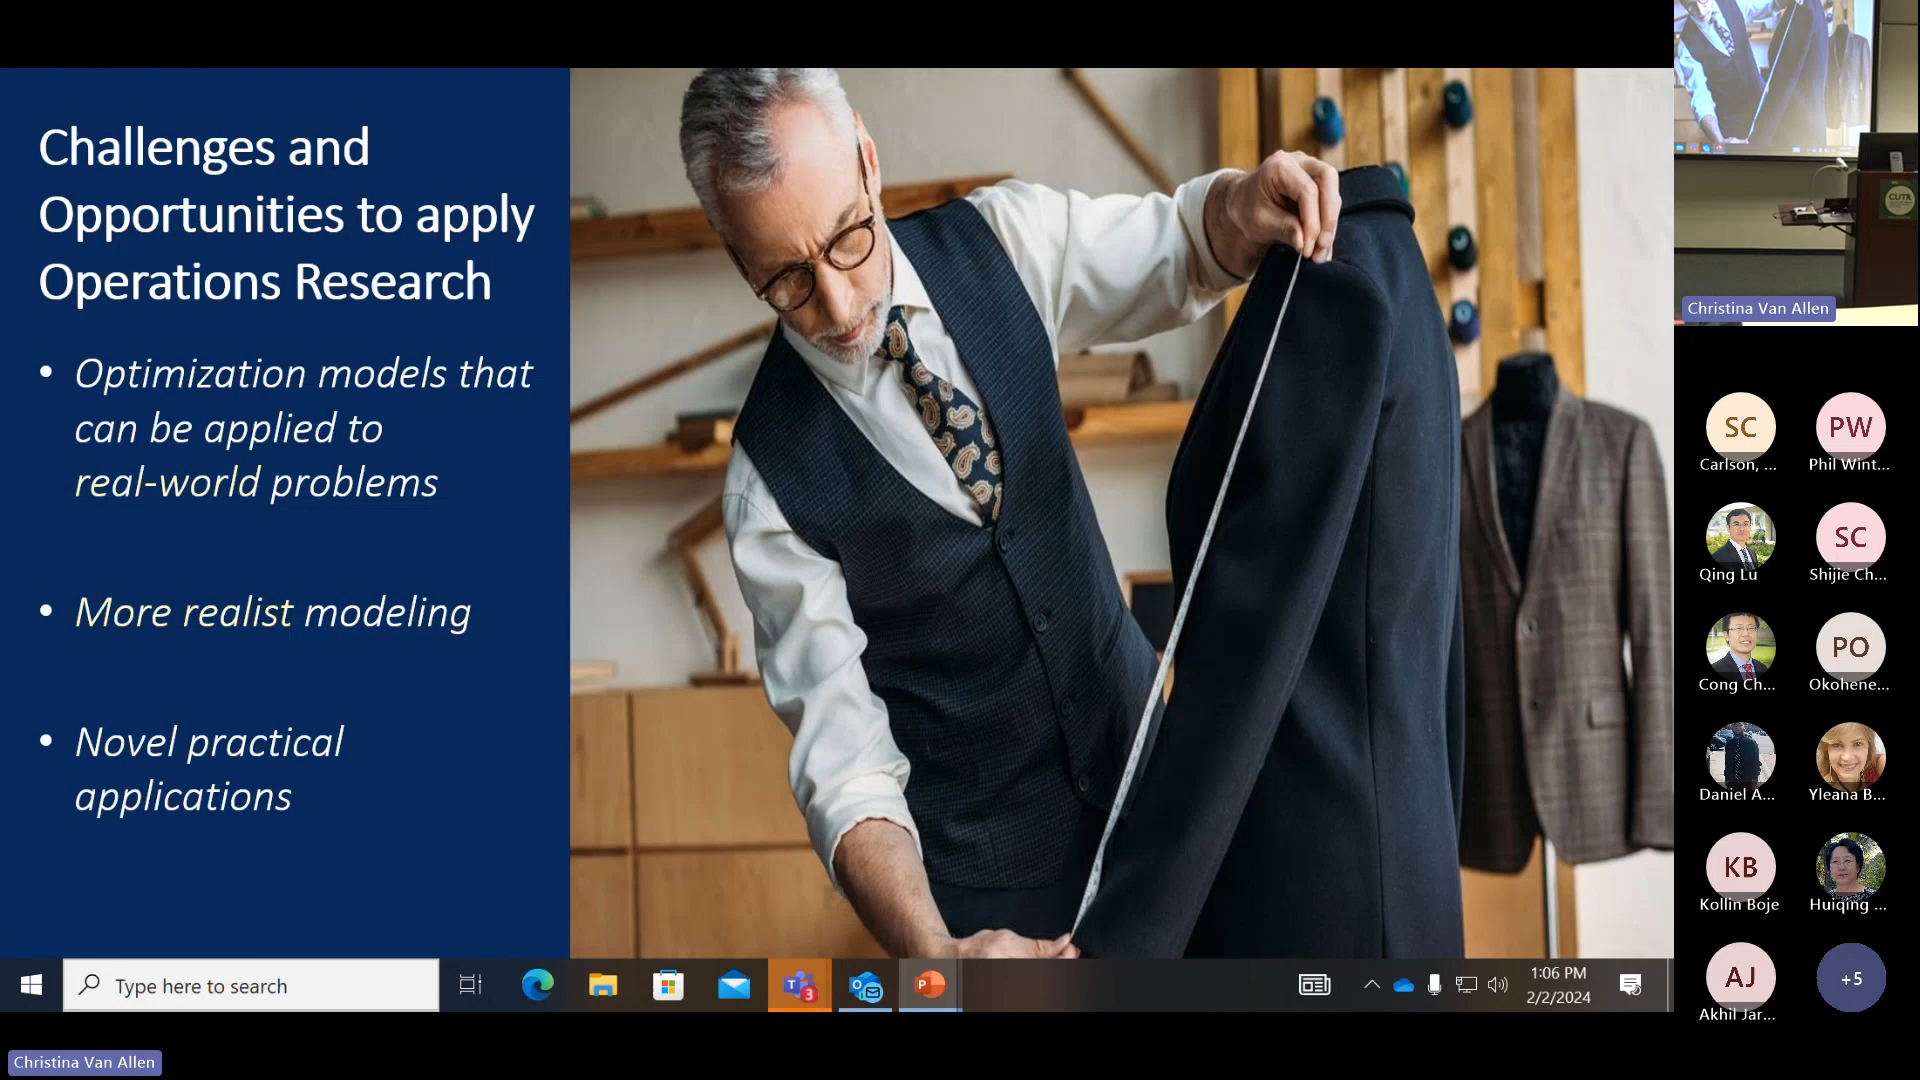 Challenges and
Opportunities to apply
Operations Research
• Optimization models that
can be applied to
real-world problems
• More realist modeling
• Novel practical
applications
Christina Van Allen
CUTR
SC
Carlson, ...
PW
Phil Wint...
Qing Lu
SC
Shijie Ch...
Cong Ch...
PO
Okohene...
Daniel A...
Yleana B...
KB
Kollin Boje
Huiqing ...
AJ
Akhil Jar...
+5
Type here to search
T
3
O
P
1:06 PM
2/2/2024
Christina Van Allen